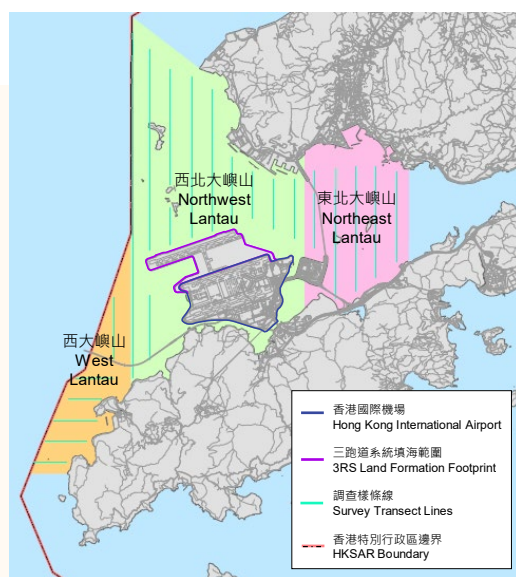 西北大嶼山
Northwest
Lantau
東北大嶼山
Northeast
Lantau
西大嶼山
West
Lantau
香港國際機場
Hong Kong International Airport
三跑道系統填海範圍
3RS Land Formation Footprint
調查樣條線
Survey Transect Lines
香港特別行政區邊界
HKSAR Boundary